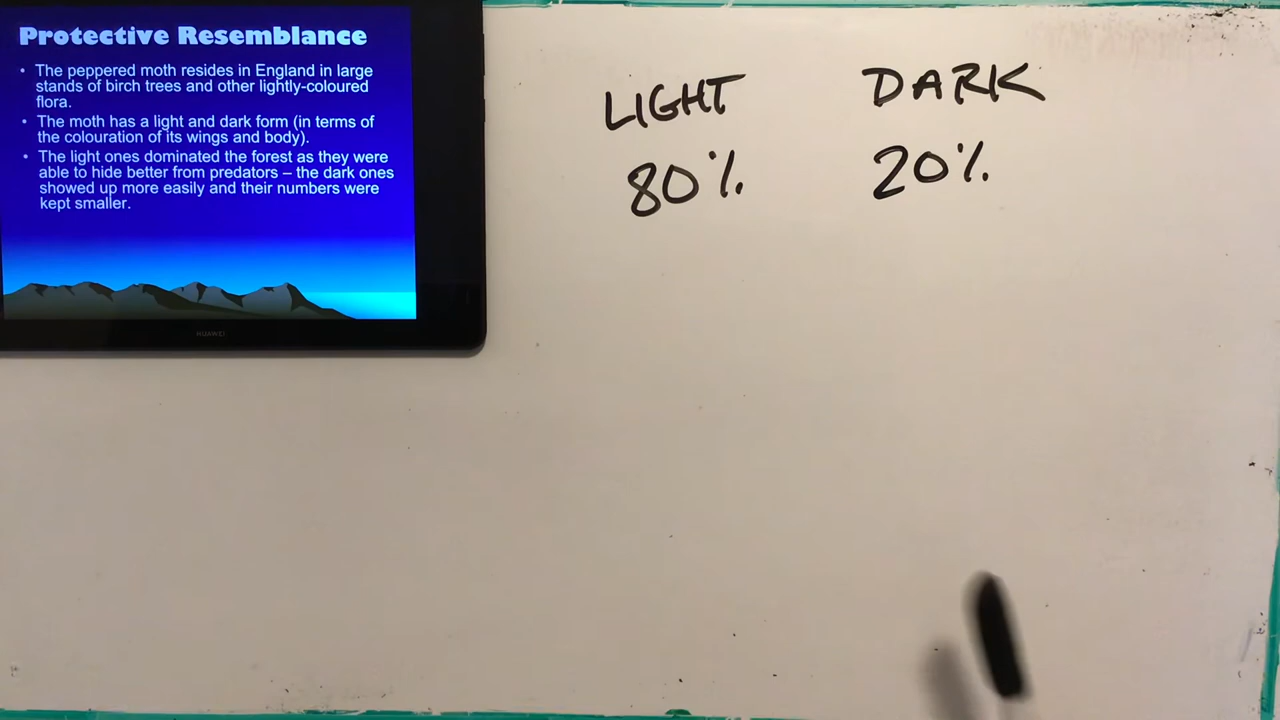 Protective Resemblance
• The peppered moth resides in England in large
stands of birch trees and other lightly-coloured
flora.
• The moth has a light and dark form (in terms of
the colouration of its wings and body).
• The light ones dominated the forest as they were
able to hide better from predators – the dark ones
showed up more easily and their numbers were
kept smaller.
HUAWEI
LIGHT DARK
80% 20%